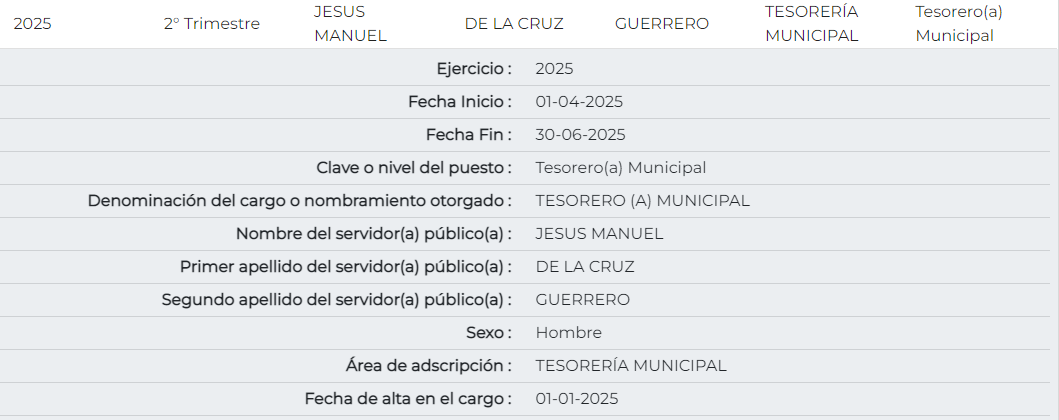 2025 2° Trimestre JESUS MANUEL DE LA CRUZ GUERRERO TESORERÍA MUNICIPAL Tesorero(a) Municipal
Ejercicio : 2025
Fecha Inicio : 01-04-2025
Fecha Fin : 30-06-2025
Clave o nivel del puesto : Tesorero(a) Municipal
Denominación del cargo o nombramiento otorgado : TESORERO (A) MUNICIPAL
Nombre del servidor(a) público(a) : JESUS MANUEL
Primer apellido del servidor(a) público(a) : DE LA CRUZ
Segundo apellido del servidor(a) público(a) : GUERRERO
Sexo : Hombre
Área de adscripción : TESORERÍA MUNICIPAL
Fecha de alta en el cargo : 01-01-2025